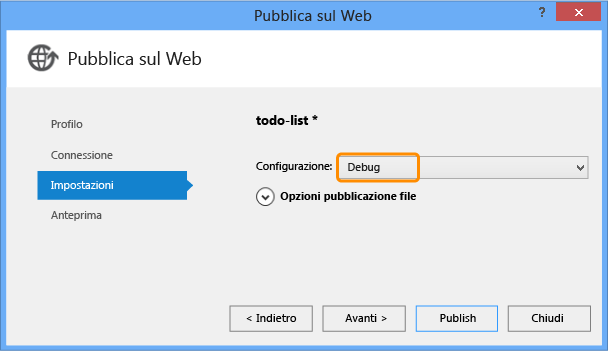 Pubblica sul Web
?
Pubblica sul Web
Profilo
Connessione
Impostazioni
Anteprima
todo-list *
Configurazione: Debug
Opzioni pubblicazione file
< Indietro
Avanti >
Publish
Chiudi